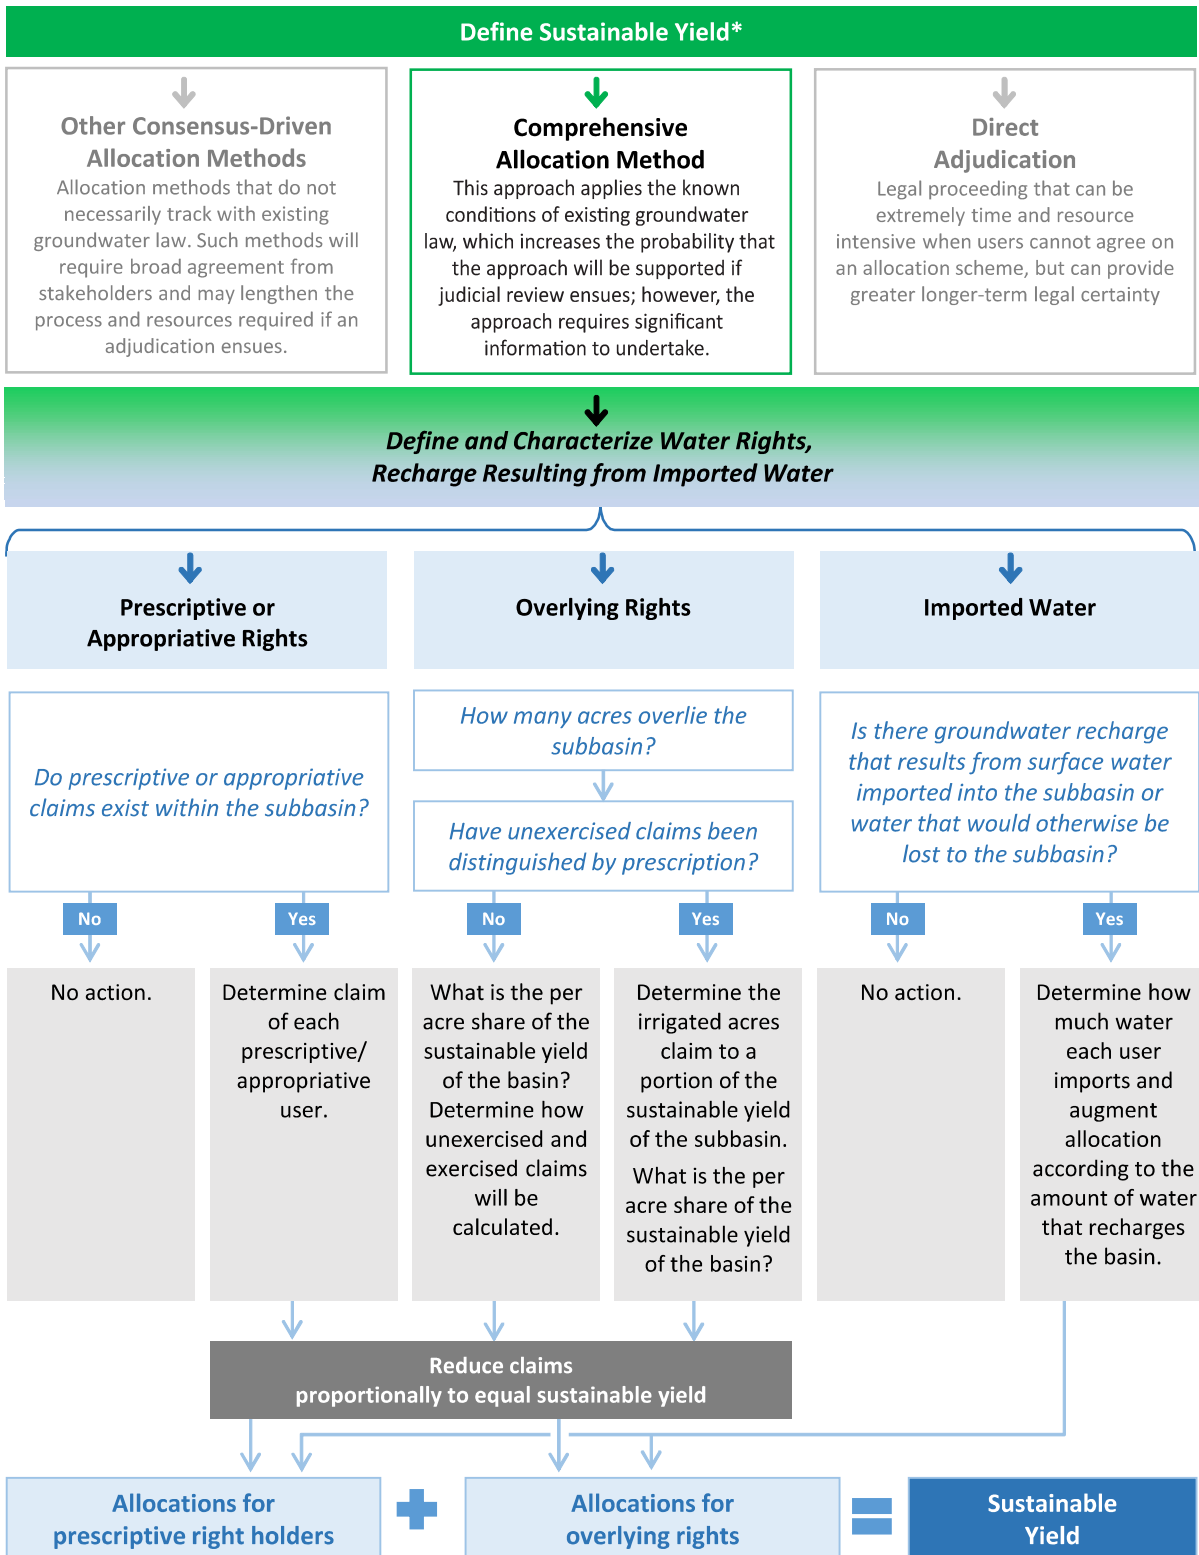 Define Sustainable Yield*
Other Consensus-Driven
Allocation Methods
Allocation methods that do not
necessarily track with existing
groundwater law. Such methods will
require broad agreement from
stakeholders and may lengthen the
process and resources required if an
adjudication ensues.
Comprehensive
Allocation Method
This approach applies the known
conditions of existing groundwater
law, which increases the probability that
the approach will be supported if
judicial review ensues; however, the
approach requires significant
information to undertake.
Direct
Adjudication
Legal proceeding that can be
extremely time and resource
intensive when users cannot agree on
an allocation scheme, but can provide
greater longer-term legal certainty
Define and Characterize Water Rights,
Recharge Resulting from Imported Water
Prescriptive or
Appropriative Rights
Overlying Rights
Imported Water
Do prescriptive or appropriative
claims exist within the subbasin?
How many acres overlie the
subbasin?
Have unexercised claims been
distinguished by prescription?
Is there groundwater recharge
that results from surface water
imported into the subbasin or
water that would otherwise be
lost to the subbasin?
No
Yes
No
Yes
No
Yes
No action.
Determine claim
of each
prescriptive/
appropriative
user.
What is the per
acre share of the
sustainable yield
of the basin?
Determine how
unexercised and
exercised claims
will be
calculated.
Determine the
irrigated acres
claim to a
portion of the
sustainable yield
of the subbasin.
What is the per
acre share of the
sustainable yield
of the basin?
No action.
Determine how
much water
each user
imports and
augment
allocation
according to the
amount of water
that recharges
the basin.
Reduce claims
proportionally to equal sustainable yield
Allocations for
prescriptive right holders
Allocations for
overlying rights
Sustainable
Yield